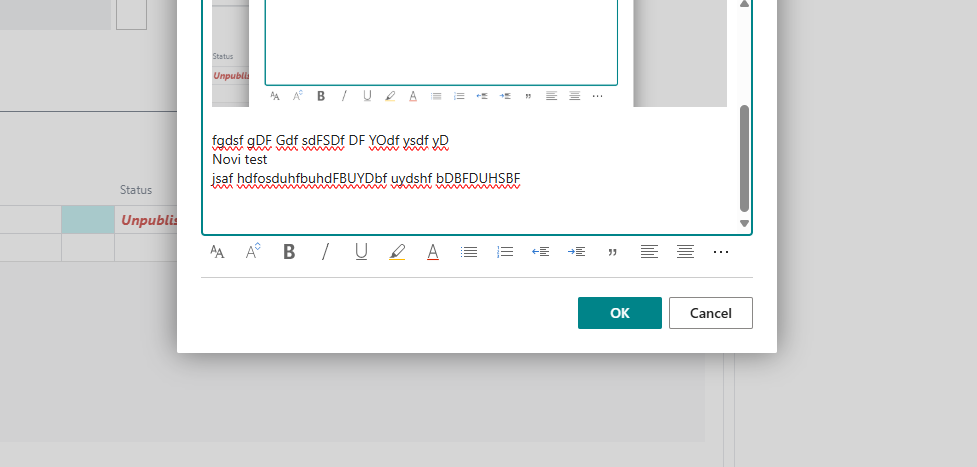 Status
Unpublis
fgdsf gDF Gdf sdFSDf DF YOdf ysdf yD
Novi test
jsaf hdfosduhfbuhdFBUYDbf uydshf bDBFDUHSBF
Status
Unpublis
OK Cancel